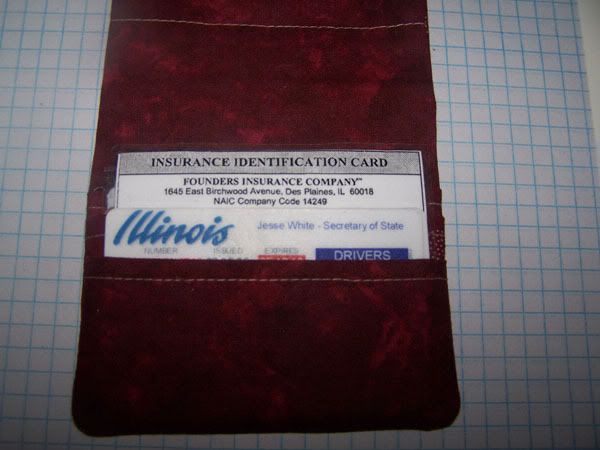 INSURANCE IDENTIFICATION CARD
FOUNDERS INSURANCE COMPANY™
1645 East Birchwood Avenue, Des Plaines, IL 60018
NAIC Company Code 14249
Illinois Jesse White - Secretary of State
NUMBER ISSUED EXPIRES DRIVERS